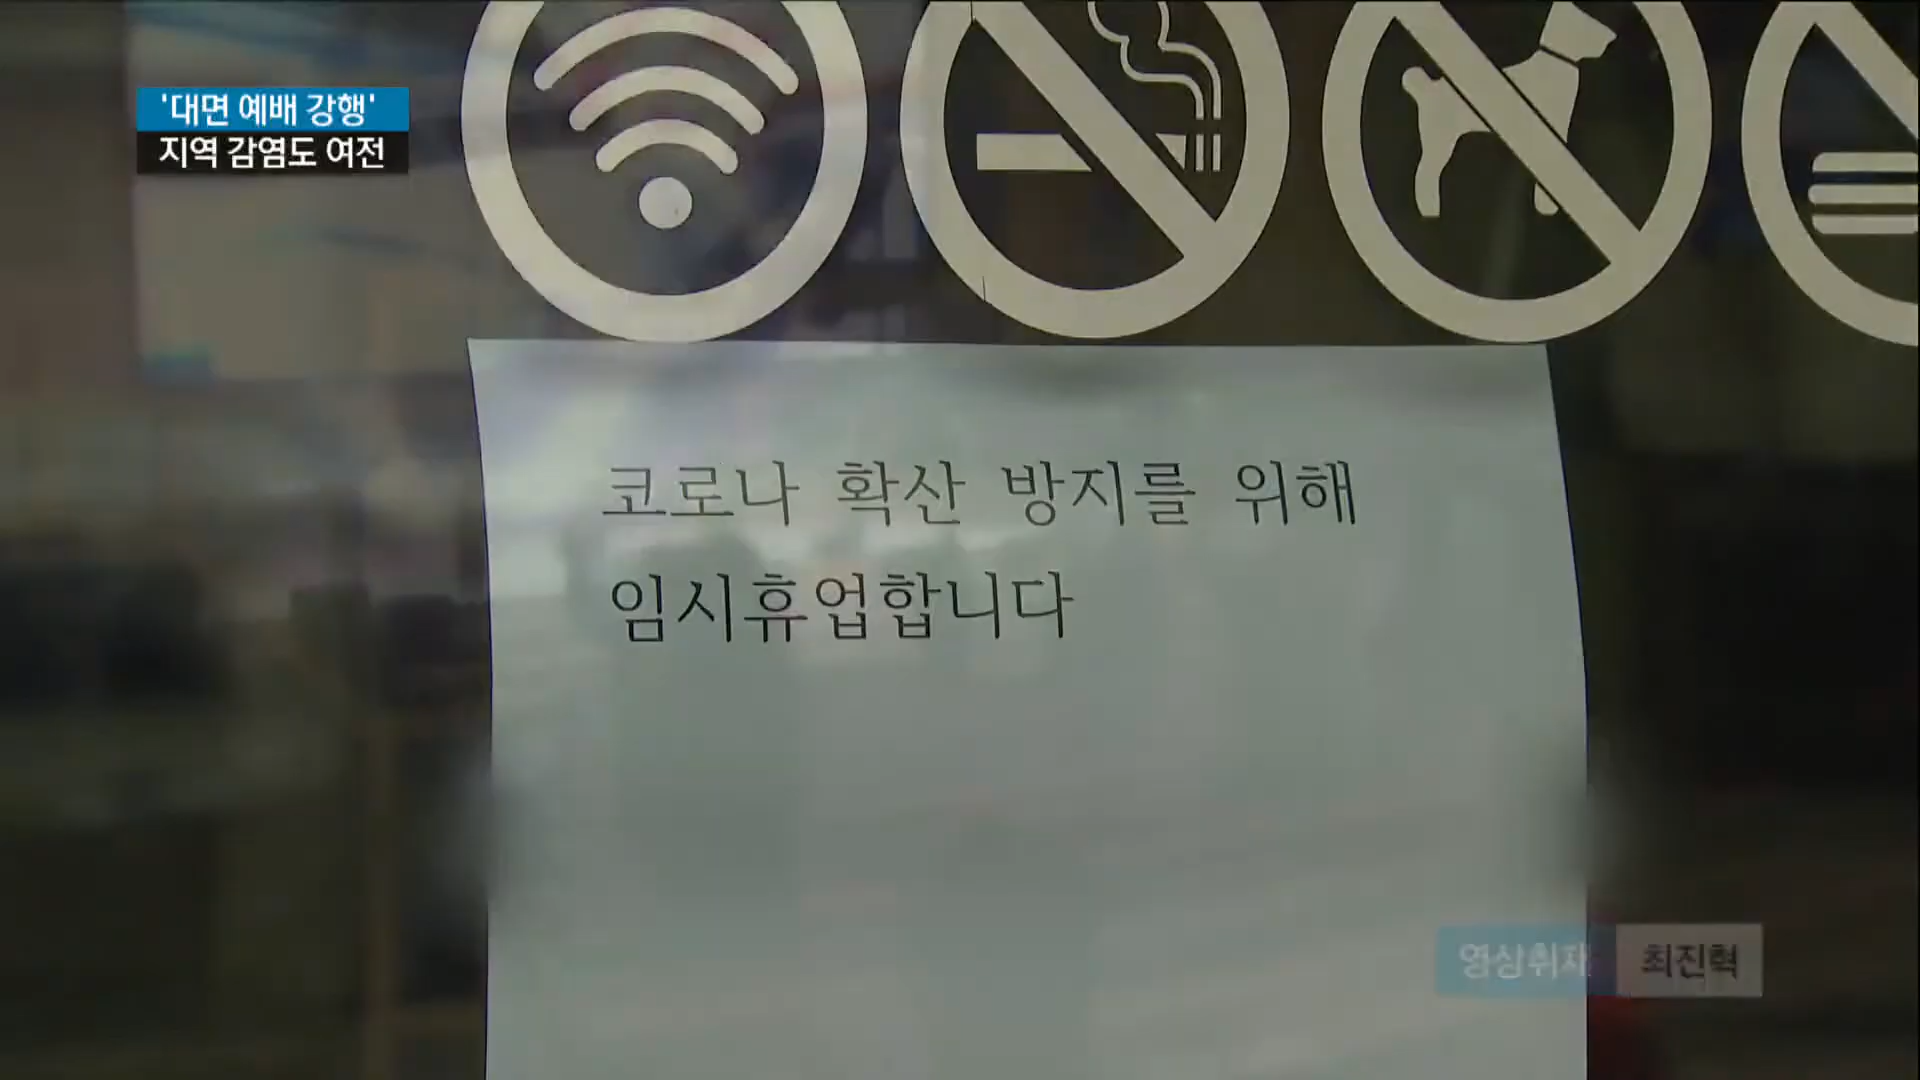 '대면 예배 강행'
지역 감염도 여전
코로나 확산 방지를 위해
임시휴업합니다
영상취재 최진혁